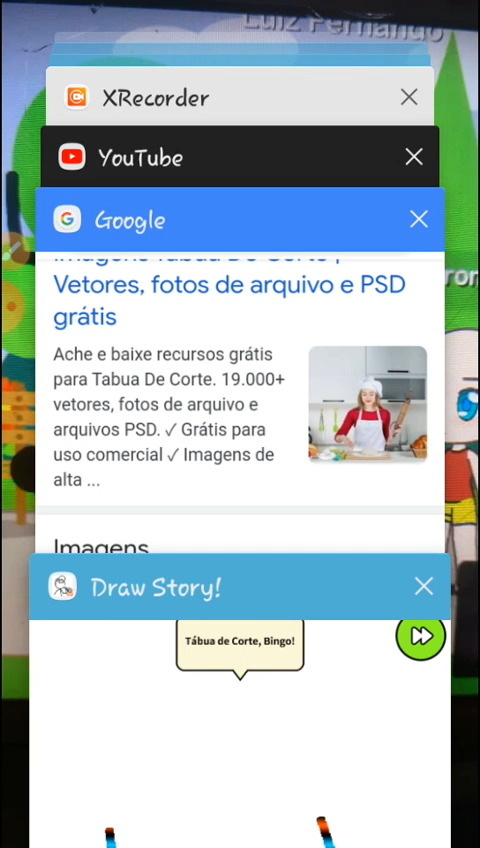 Luiz Fernando
XRecorder
YouTube
Google
Vetores, fotos de arquivo e PSD
grátis
Ache e baixe recursos grátis
para Tabua De Corte. 19.000+
vetores, fotos de arquivo e
arquivos PSD. ✓ Grátis para
uso comercial ✓ Imagens de
alta ...
Imagens
Draw Story!
Tábua de Corte, Bingo!